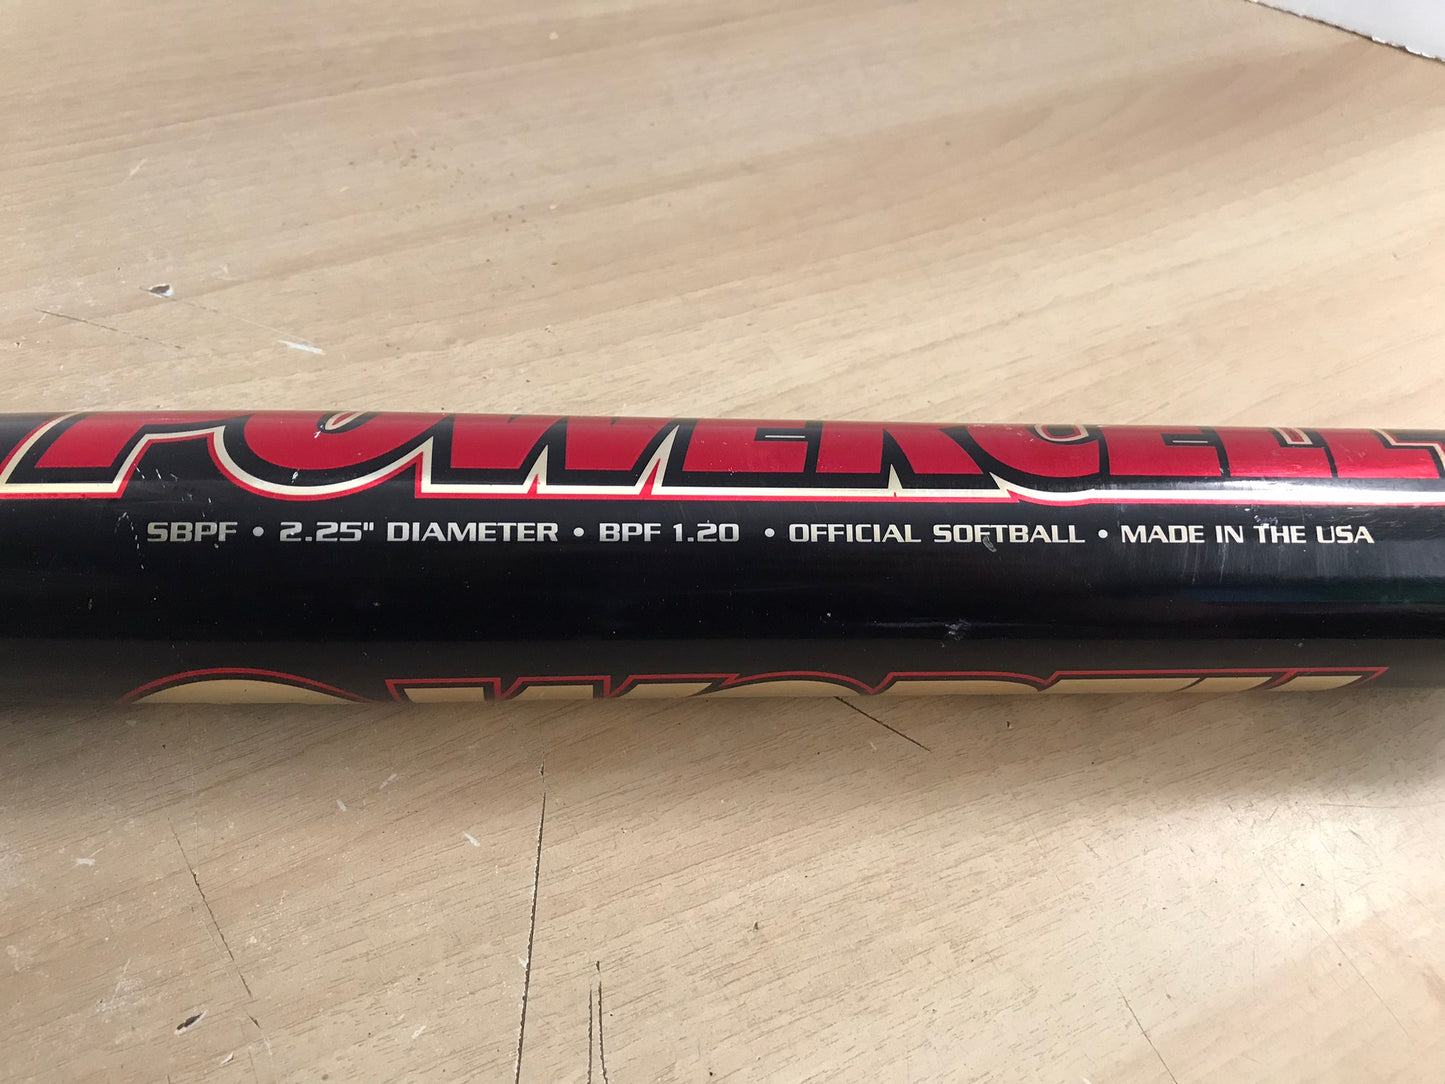 POWERCELL
SBPF • 2.25" DIAMETER • BPF 1.20 • OFFICIAL SOFTBALL • MADE IN THE USA